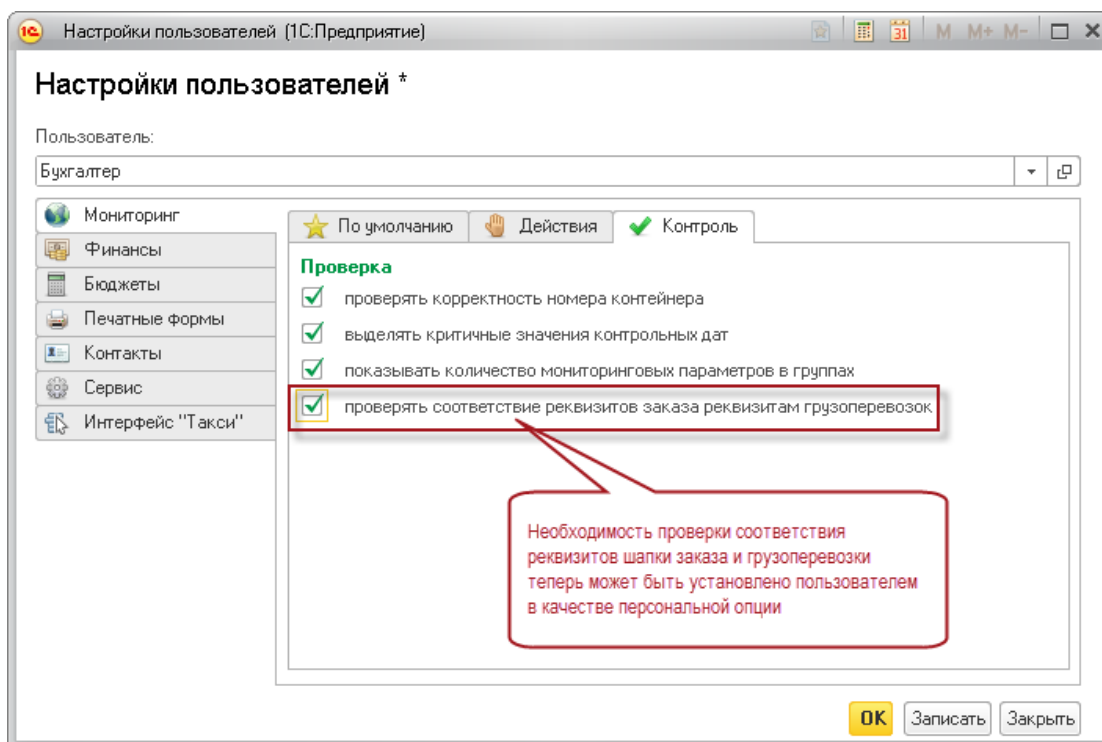 Настройки пользователей (1С:Предприятие)
31 M M+ M-
Настройки пользователей *
Пользователь:
Бухгалтер
Мониторинг
Финансы
Бюджеты
Печатные формы
Контакты
Сервис
Интерфейс "Такси"
По умолчанию Действия Контроль
Проверка
проверять корректность номера контейнера
выделять критичные значения контрольных дат
показывать количество мониторинговых параметров в группах
проверять соответствие реквизитов заказа реквизитам грузоперевозок
Необходимость проверки соответствия
реквизитов шапки заказа и грузоперевозки
теперь может быть установлено пользователем
в качестве персональной опции
ОК Записать Закрыть